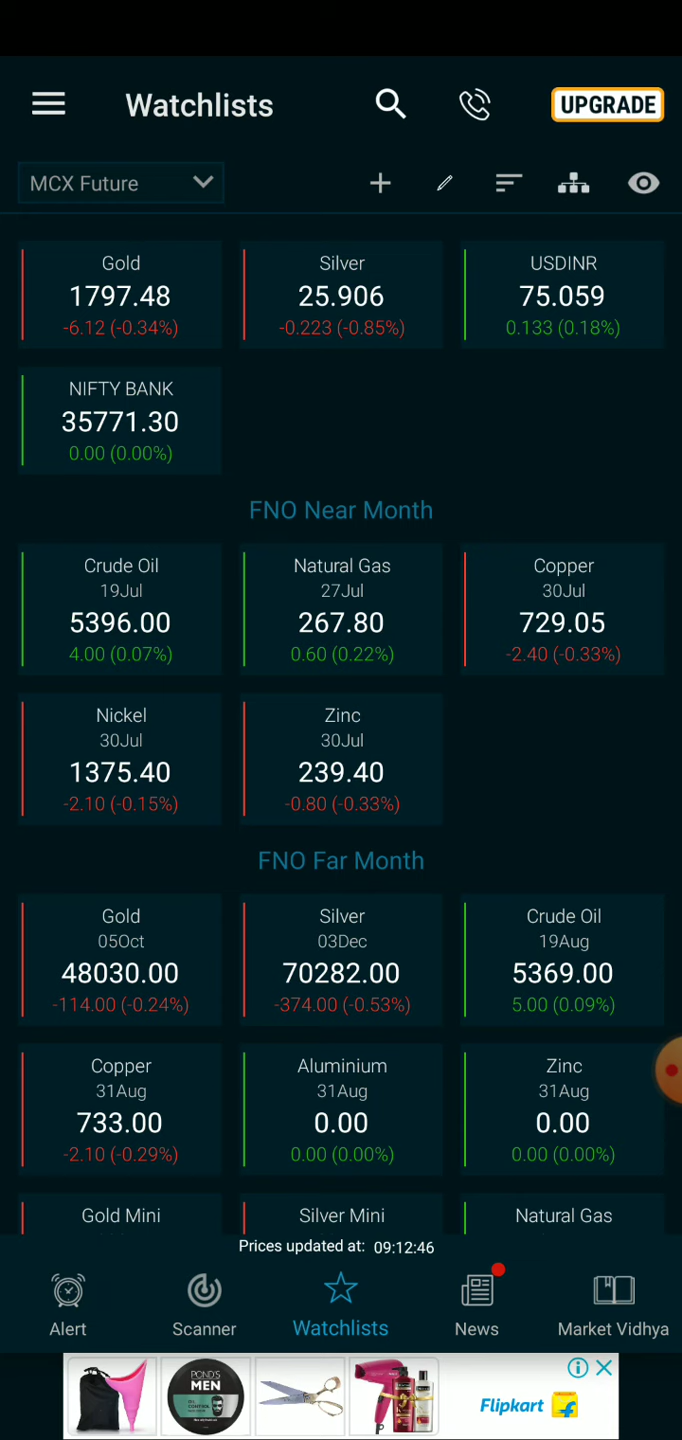 Watchlists
UPGRADE
MCX Future
Gold
1797.48
-6.12 (-0.34%)
Silver
25.906
-0.223 (-0.85%)
USDINR
75.059
0.133 (0.18%)
NIFTY BANK
35771.30
0.00 (0.00%)
FNO Near Month
Crude Oil
19Jul
5396.00
4.00 (0.07%)
Natural Gas
27Jul
267.80
0.60 (0.22%)
Copper
30Jul
729.05
-2.40 (-0.33%)
Nickel
30Jul
1375.40
-2.10 (-0.15%)
Zinc
30Jul
239.40
-0.80 (-0.33%)
FNO Far Month
Gold
05Oct
48030.00
-114.00 (-0.24%)
Silver
03Dec
70282.00
-374.00 (-0.53%)
Crude Oil
19Aug
5369.00
5.00 (0.09%)
Copper
31Aug
733.00
-2.10 (-0.29%)
Aluminium
31Aug
0.00
0.00 (0.00%)
Zinc
31Aug
0.00
0.00 (0.00%)
Gold Mini
Silver Mini
Natural Gas
Prices updated at: 09:12:46
Alert
Scanner
Watchlists
News
Market Vidhya
POND'S
MEN
Flipkart